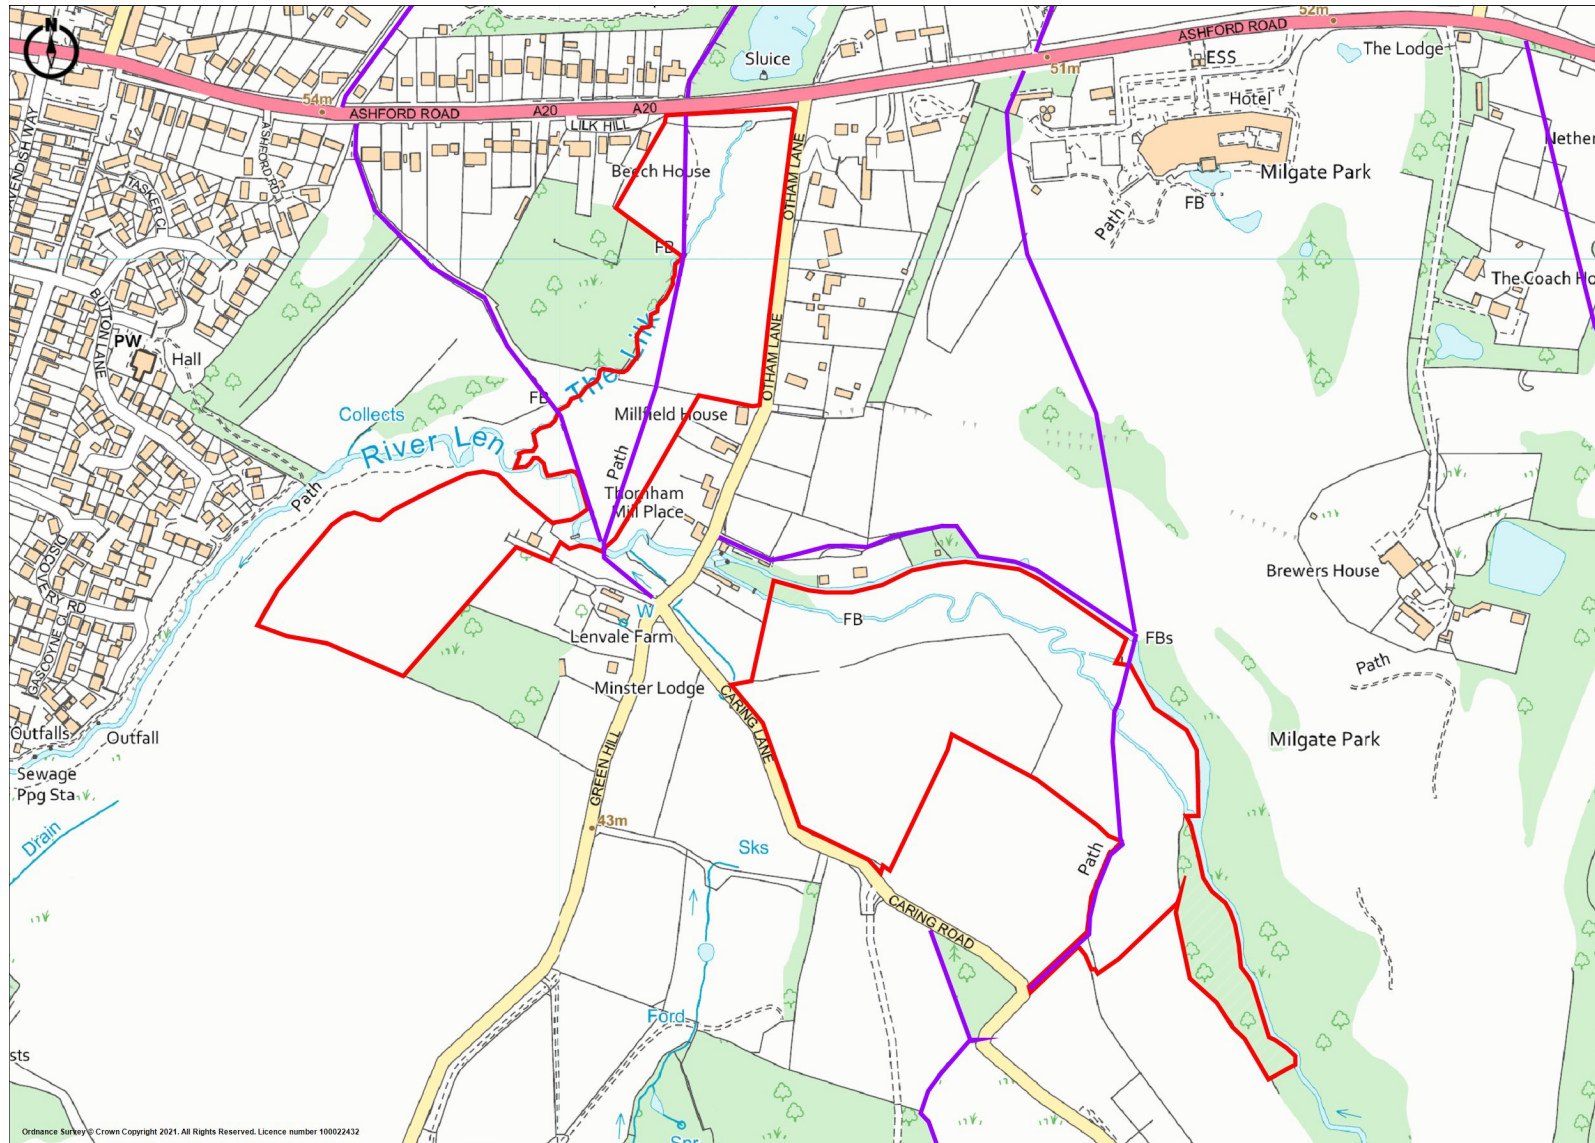 N
52m
ASHFORD ROAD
ESS
The Lodge
Sluice
51m
54m
ASHFORD ROAD
A20
A20
LILK HILL
Hotel
CAVENDISH WAY
ASHFORD RD
TASKER CL
Beech House
OTHAM LANE
Milgate Park
FB
Path
FB
The Coach Ho
BUTTON LANE
PW
Hall
The Lilk
OTHAM LANE
FB
Collects
Millfield House
River Len
Path
Path
Thornham
Mill Place
DISCOVERY RD
GASCOYNE CL
Brewers House
W
FB
Lenvale Farm
FBs
Path
Minster Lodge
CARING LANE
Outfalls
Outfall
Milgate Park
Sewage
Ppg Sta
GREEN HILL
43m
Drain
Sks
Path
CARING ROAD
Ford
sts
Spr
Ordnance Survey © Crown Copyright 2021. All Rights Reserved. Licence number 100022432